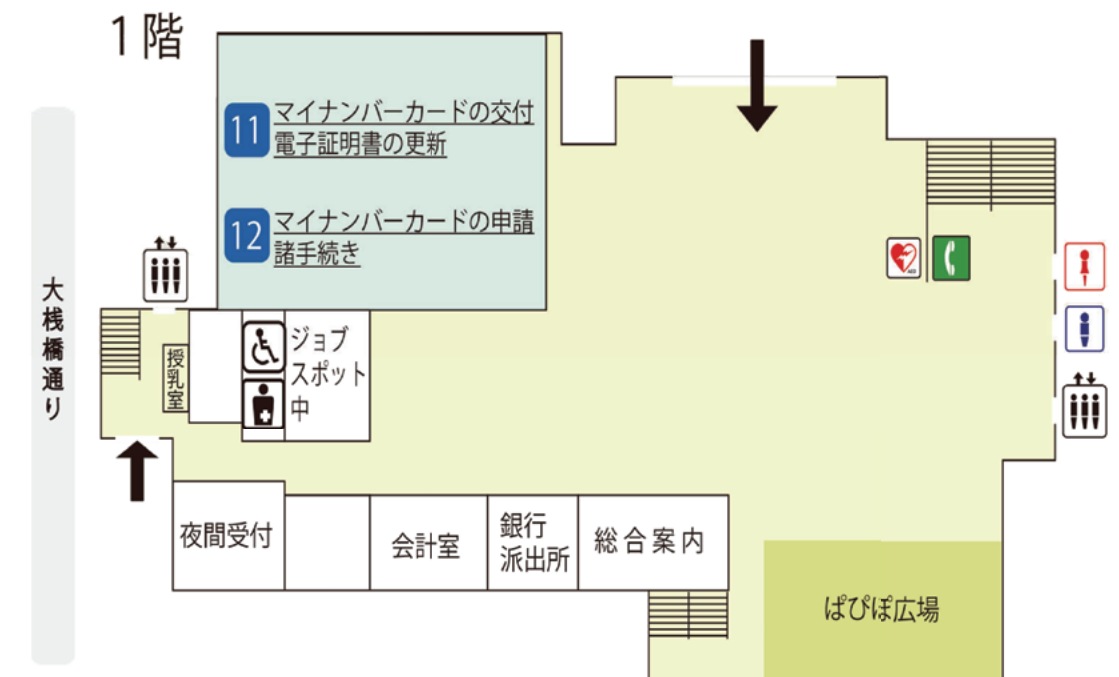 1階
11
マイナンバーカードの交付
電子証明書の更新
12
マイナンバーカードの申請
諸手続き
大桟橋通り
授乳室
ジョブ
スポット
中
AED
夜間受付
会計室
銀行
派出所
総合案内
ぱぴぽ広場